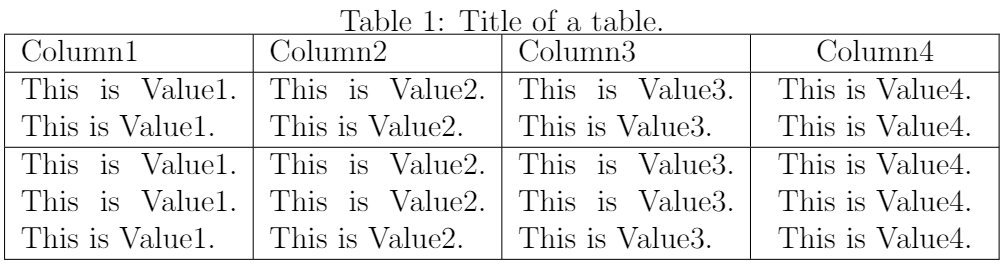 Table 1: Title of a table.
Column1 Column2 Column3 Column4
This is Value1. This is Value2. This is Value3. This is Value4.
This is Value1. This is Value2. This is Value3. This is Value4.
This is Value1. This is Value2. This is Value3. This is Value4.
This is Value1. This is Value2. This is Value3. This is Value4.
This is Value1. This is Value2. This is Value3. This is Value4.